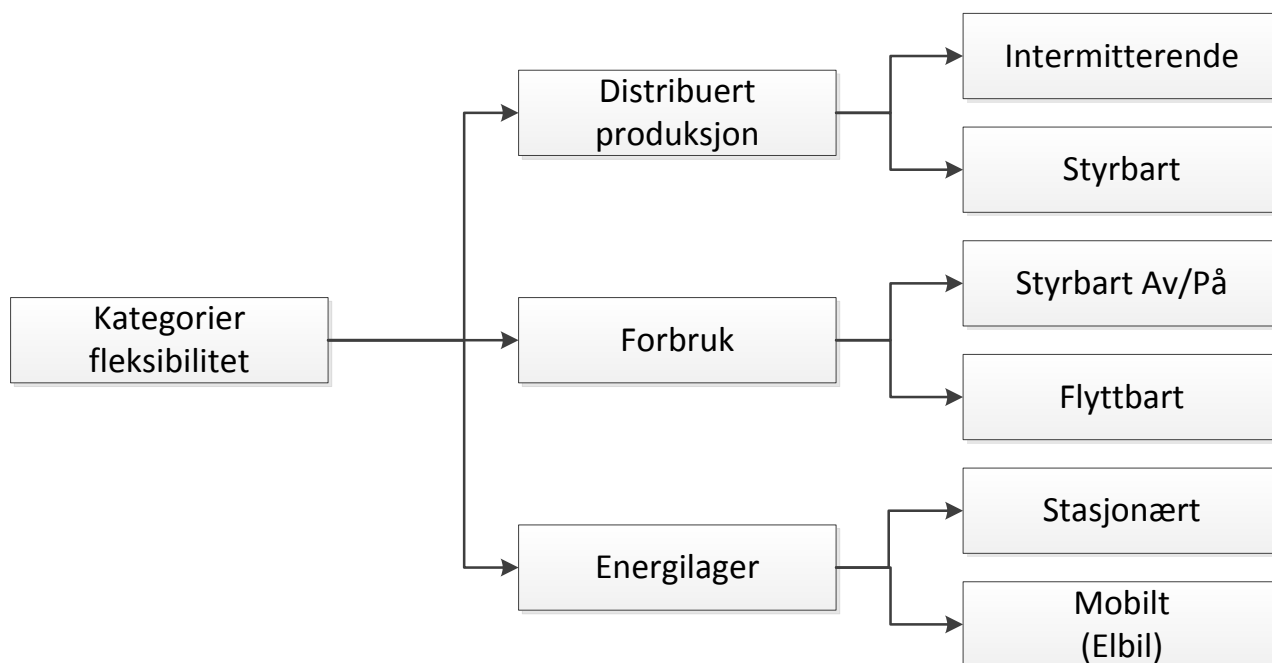 Kategorier
fleksibilitet
Distribuert
produksjon
Intermitterende
Styrbart
Forbruk
Styrbart Av/På
Flyttbart
Energilager
Stasjonært
Mobilt
(Elbil)